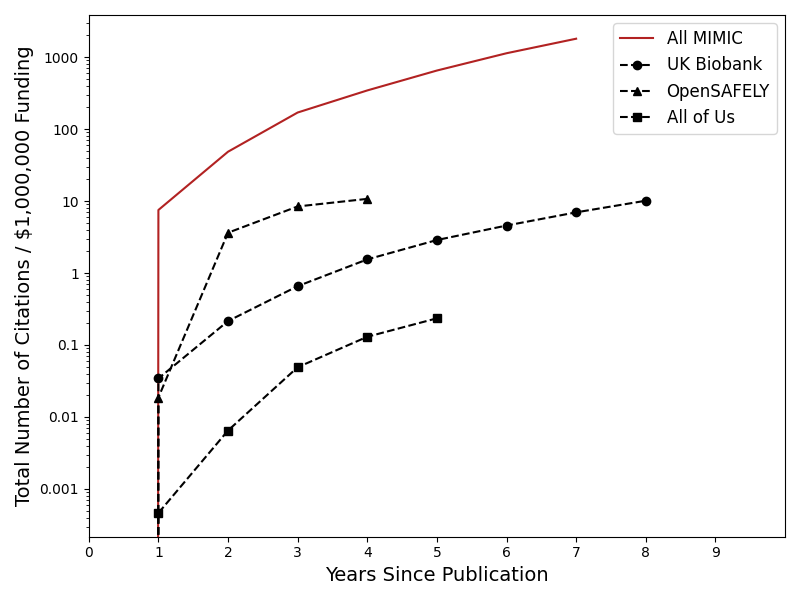 All MIMIC
UK Biobank
OpenSAFELY
All of Us
Total Number of Citations / $1,000,000 Funding
1000
100
10
1
0.1
0.01
0.001
0 1 2 3 4 5 6 7 8 9
Years Since Publication